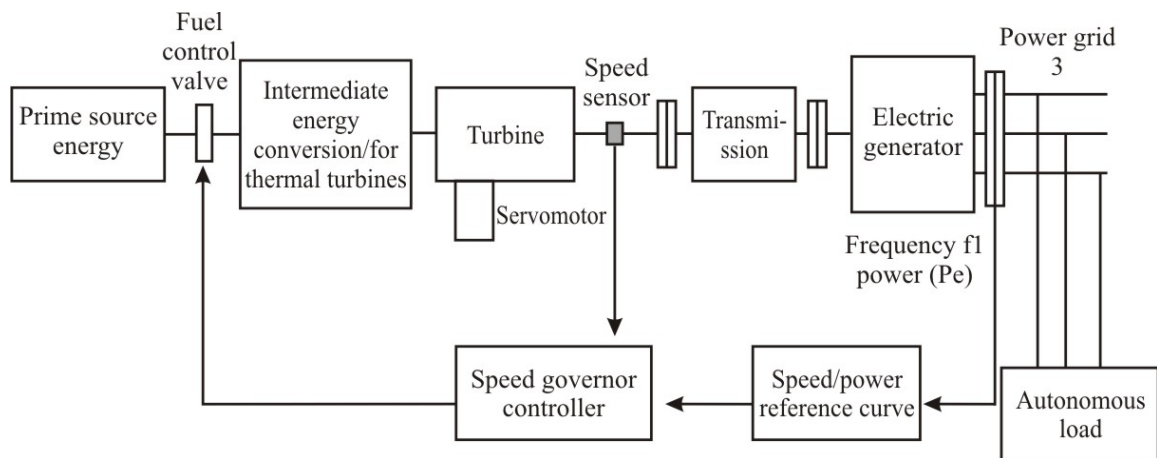 Fuel
control
valve
Prime source
energy
Intermediate
energy
conversion/for
thermal turbines
Turbine
Servomotor
Speed
sensor
Transmi-
ssion
Electric
generator
Power grid
3
Frequency f1
power (Pe)
Speed governor
controller
Speed/power
reference curve
Autonomous
load